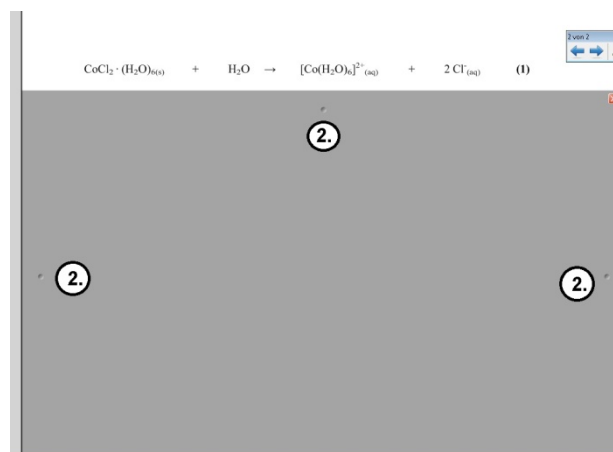 2 von 2
CoCl₂ · (H₂O)₆₍ₛ₎ + H₂O → [Co(H₂O)₆]²⁺₍aq₎ + 2 Cl⁻₍aq₎ (1)
2.
2.
2.